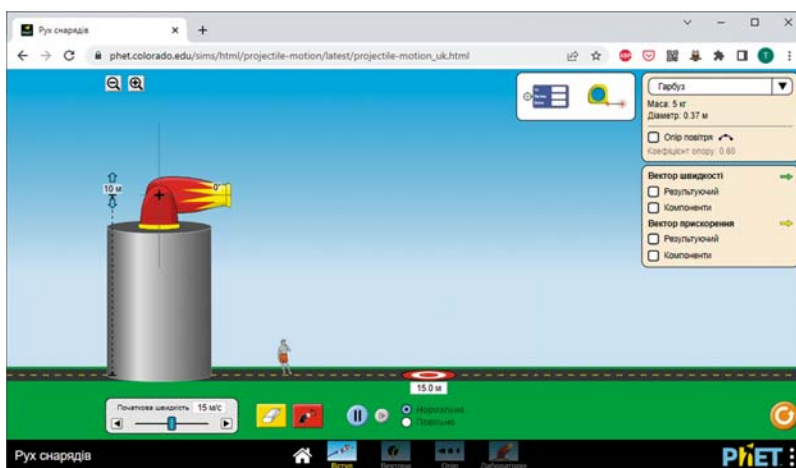 Рух снарядів
phet.colorado.edu/sims/html/projectile-motion/latest/projectile-motion_uk.html
Гарбуз
Маса: 5 кг
Діаметр: 0.37 м
Опір повітря
Коефіцієнт опору: 0.60
Вектор швидкості
Результуючий
Компоненти
Вектор прискорення
Результуючий
Компоненти
10 м
0°
15.0 м
Початкова швидкість 15 м/с
Нормально
Повільно
Рух снарядів
Вступ
Вектори
Опір
Лабораторія
PhET